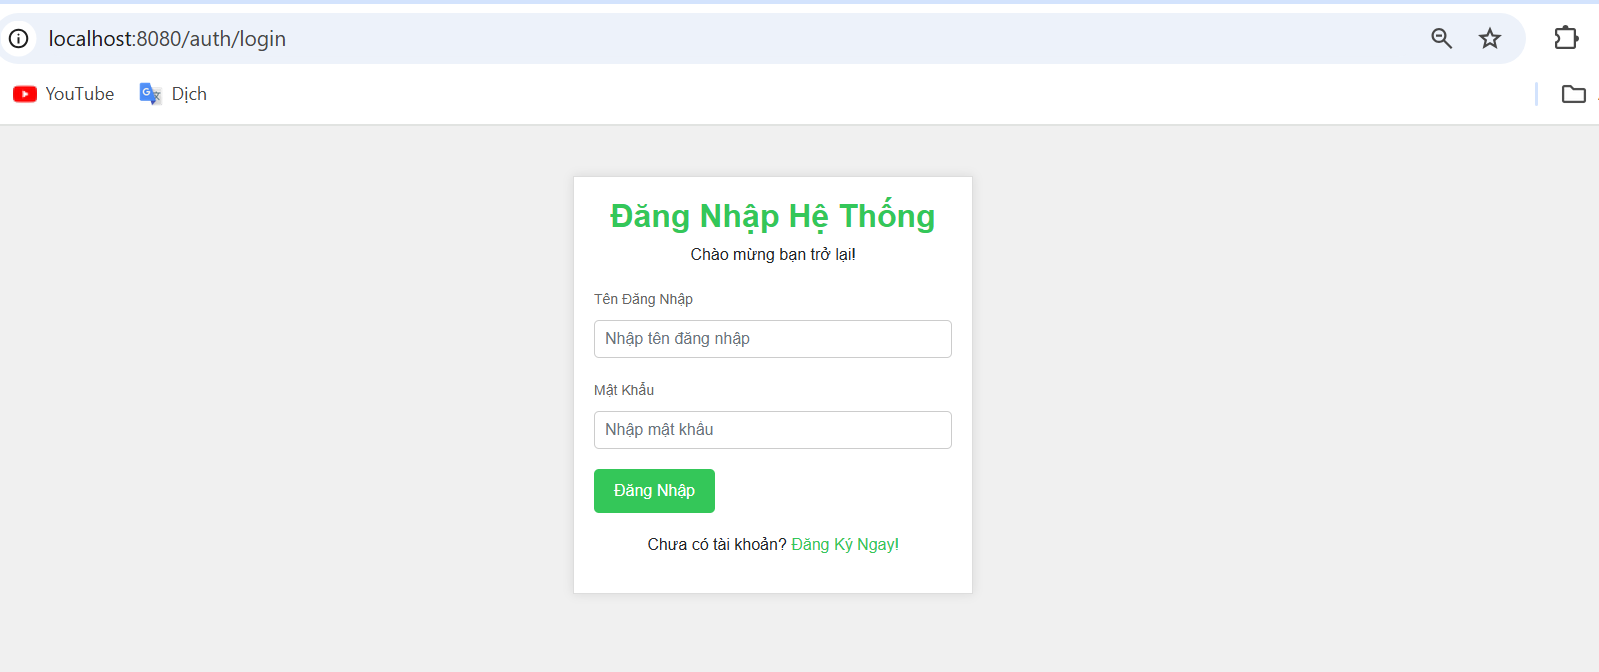 localhost:8080/auth/login
YouTube Dịch
Đăng Nhập Hệ Thống
Chào mừng bạn trở lại!
Tên Đăng Nhập
Nhập tên đăng nhập
Mật Khẩu
Nhập mật khẩu
Đăng Nhập
Chưa có tài khoản? Đăng Ký Ngay!